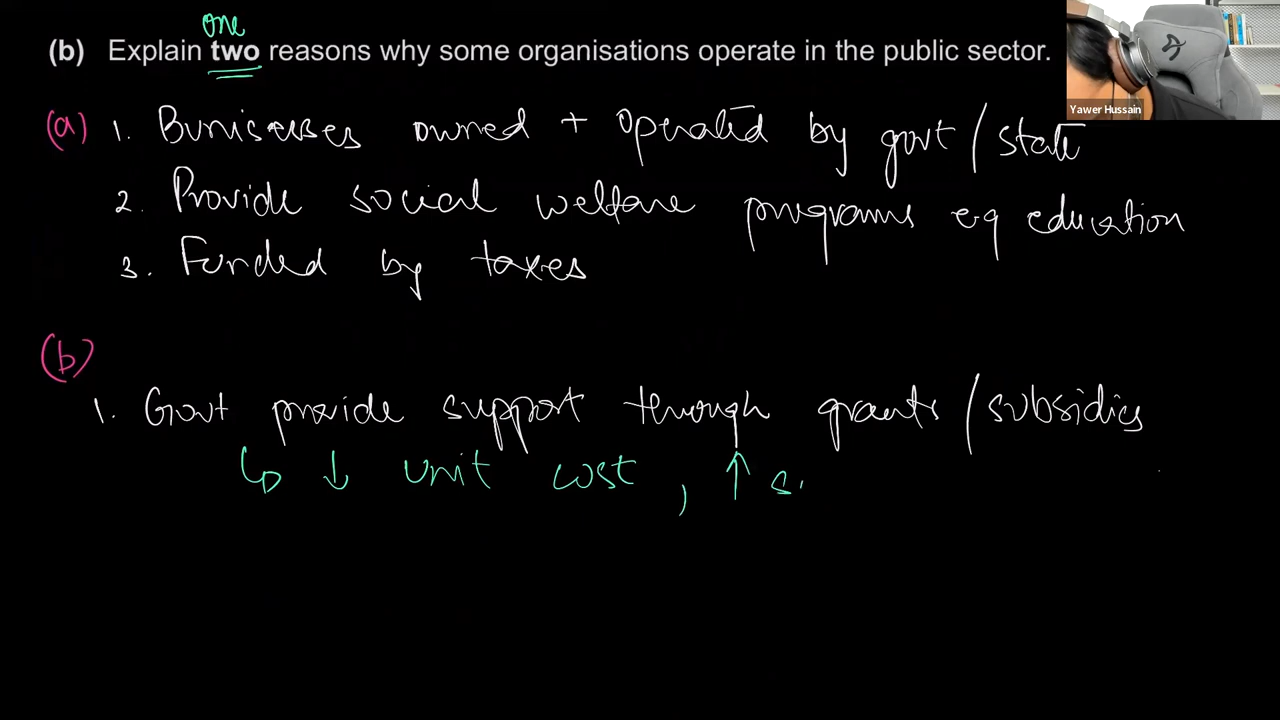 one
(b) Explain two reasons why some organisations operate in the public sector.
Yawer Hussain
(a) 1. Businesses owned + operated by govt / state
2. Provide social welfare programs eg education
3. Funded by taxes
(b)
1. Govt provide support through grants / subsidies
↳ ↓ unit cost , ↑ s